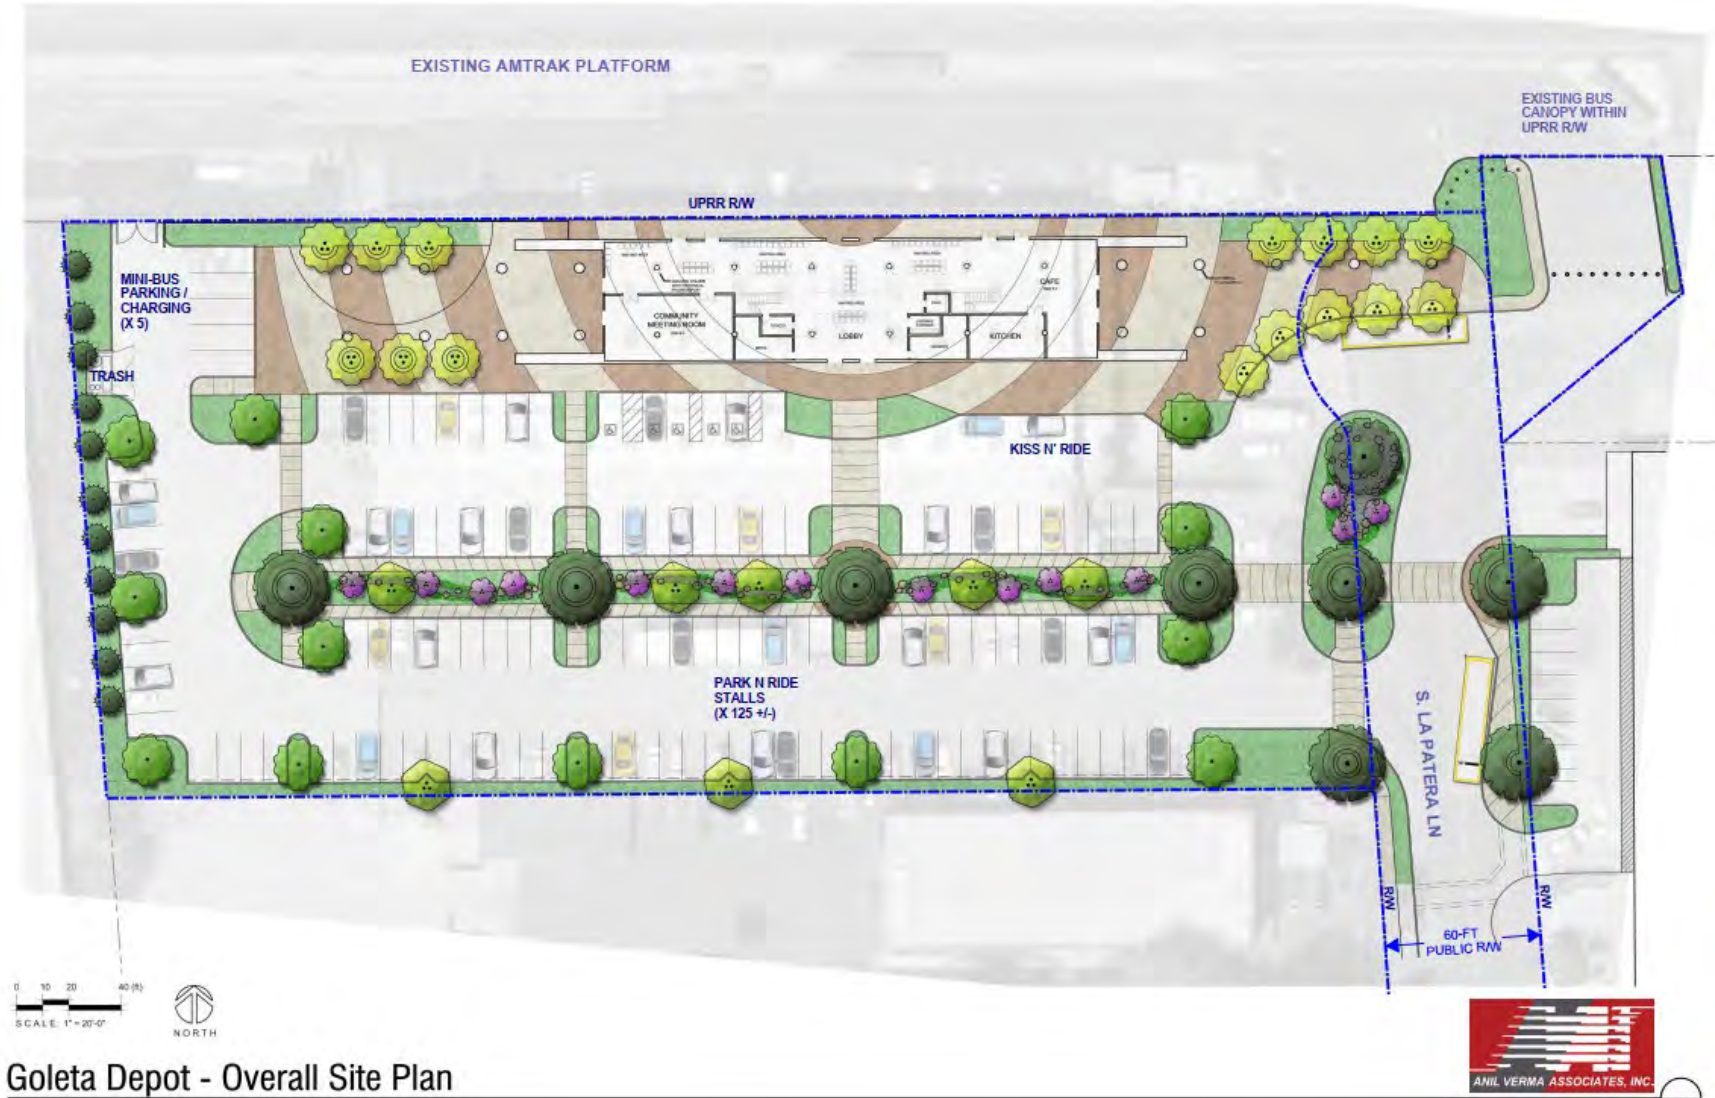 EXISTING AMTRAK PLATFORM
EXISTING BUS
CANOPY WITHIN
UPRR R/W
UPRR R/W
MINI-BUS
PARKING /
CHARGING
(X 5)
TRASH
COMMUNITY
MEETING ROOM
LOBBY
KITCHEN
CAFE
KISS N' RIDE
PARK N RIDE
STALLS
(X 125 +/-)
S. LA PATERA LN
R/W
R/W
60-FT
PUBLIC R/W
0 10 20 40 (ft)
SCALE: 1" = 20'-0"
NORTH
Goleta Depot - Overall Site Plan
ANIL VERMA ASSOCIATES, INC.